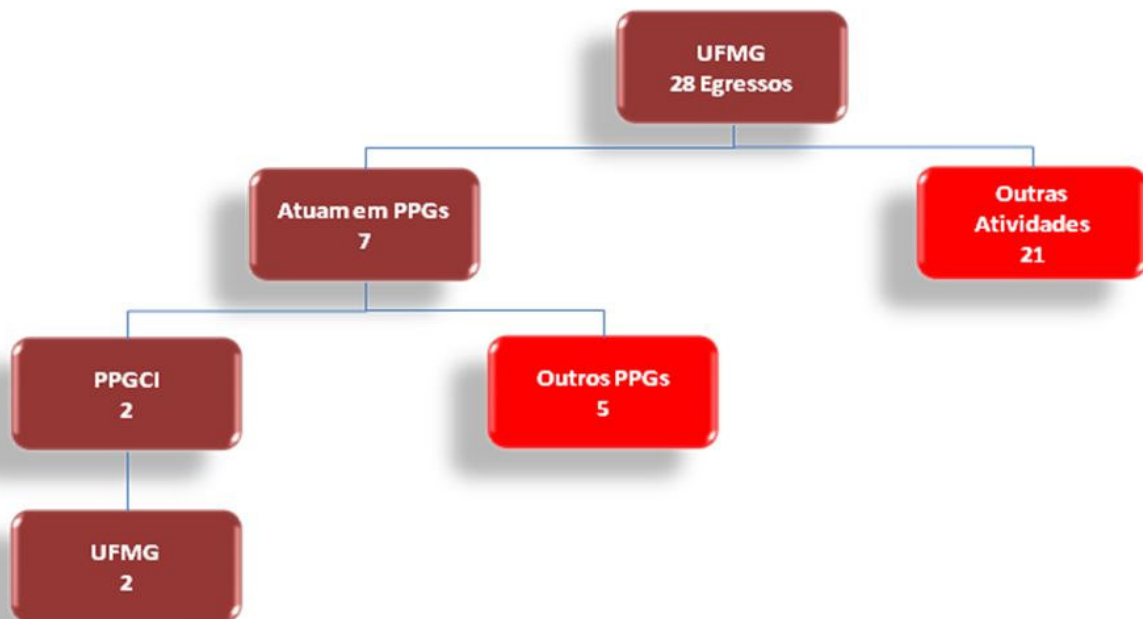 UFMG
28 Egressos
Atuam em PPGs
7
Outras
Atividades
21
PPGCI
2
Outros PPGs
5
UFMG
2